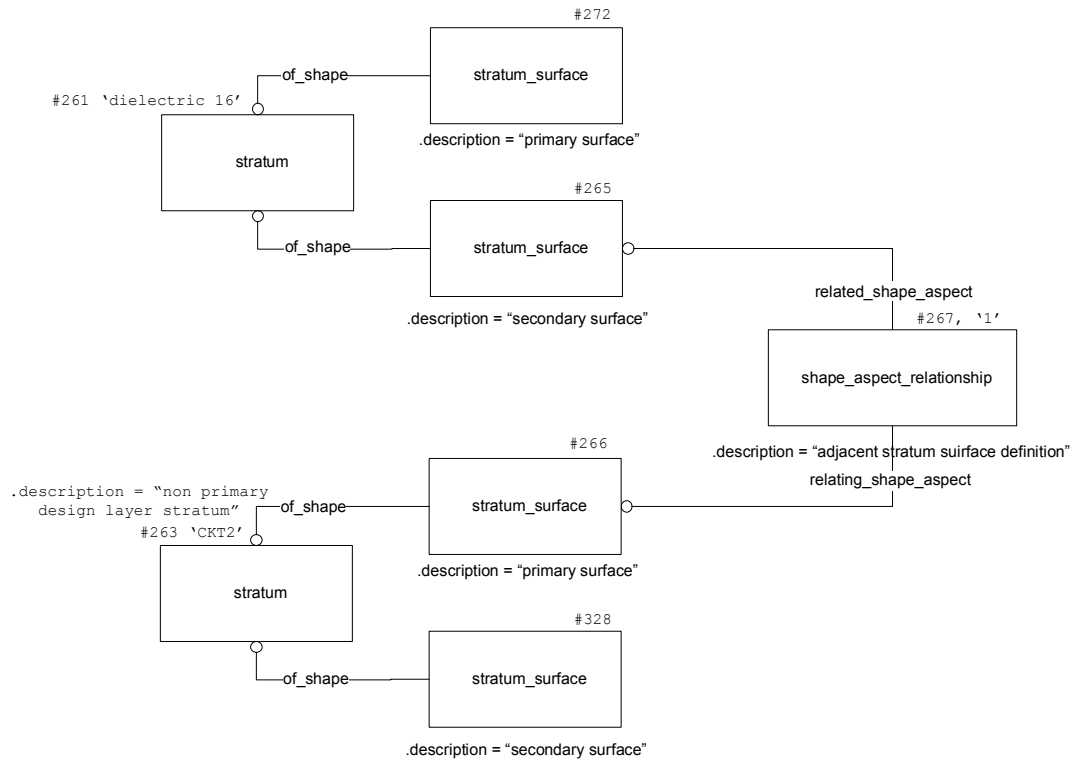 #272
stratum_surface
of_shape
#261 ‘dielectric 16’
.description = “primary surface”
stratum
#265
stratum_surface
of_shape
related_shape_aspect
.description = “secondary surface”
#267, ‘1’
shape_aspect_relationship
#266
.description = “adjacent stratum suirface definition”
relating_shape_aspect
.description = “non primary
design layer stratum”
of_shape
stratum_surface
#263 ‘CKT2’
.description = “primary surface”
stratum
#328
of_shape
stratum_surface
.description = “secondary surface”